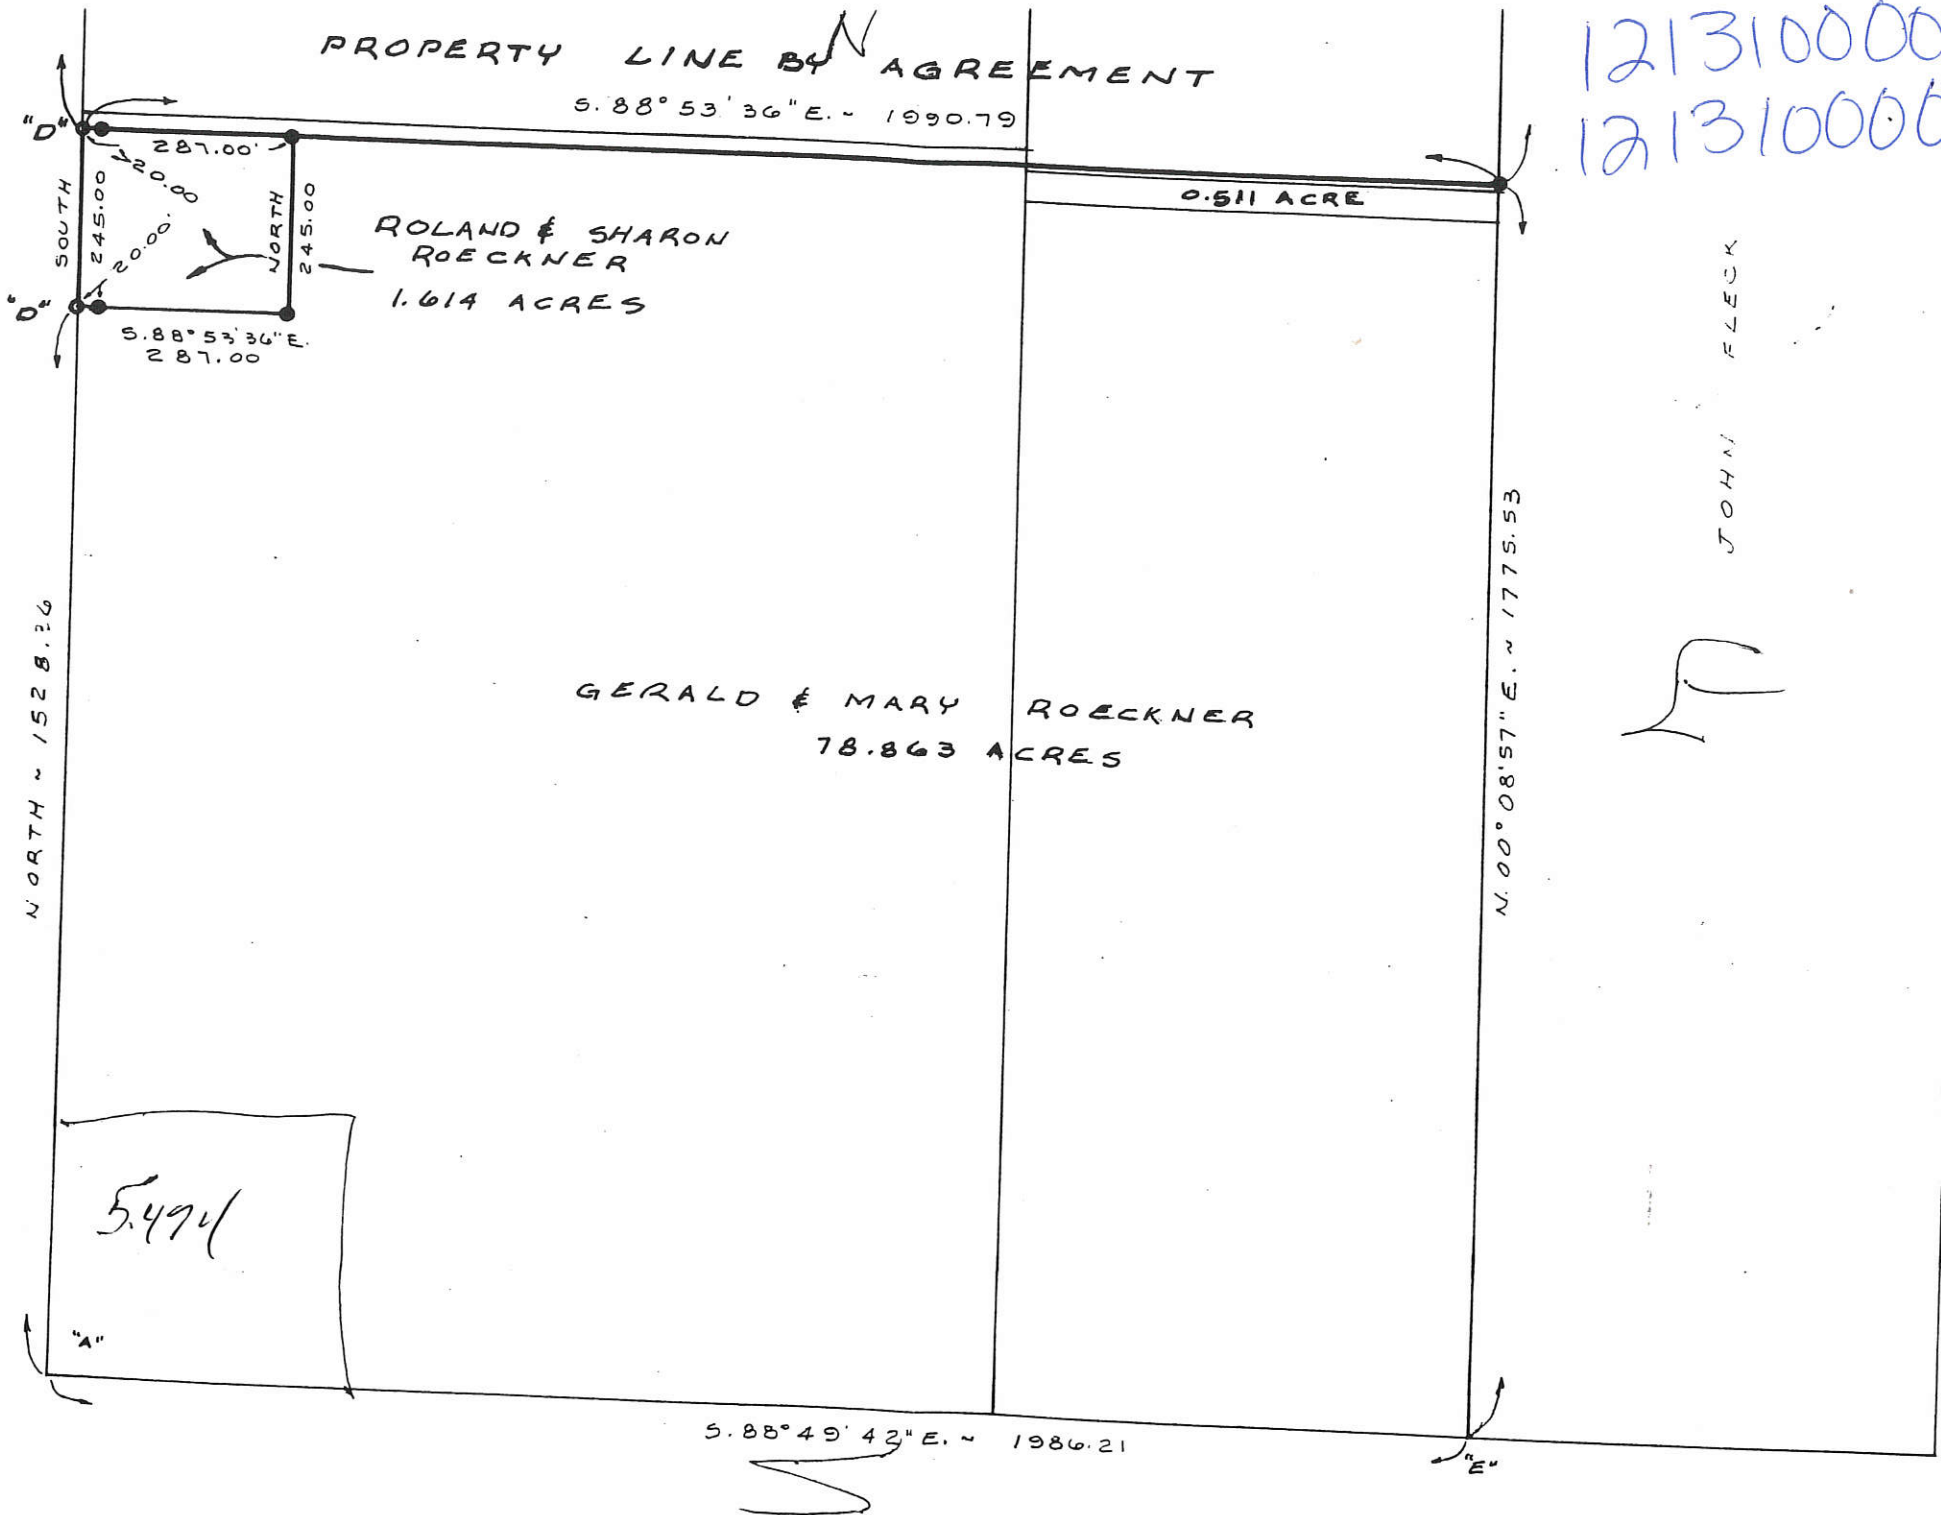 PROPERTY LINE BY AGREEMENT
N
S. 88° 53' 36" E. ~ 1990.79
121310000
121310000
"D"
287.00'
20.00
SOUTH
245.00
20.00
NORTH
245.00
ROLAND & SHARON
ROECKNER
1.614 ACRES
"D"
S. 88° 53' 36" E.
287.00
0.511 ACRE
JOHN FLECK
NORTH ~ 1528.36
GERALD & MARY ROECKNER
78.863 ACRES
N. 00° 08' 57" E. ~ 1775.53
E
5.494
"A"
S. 88° 49' 42" E. ~ 1986.21
"E"
S